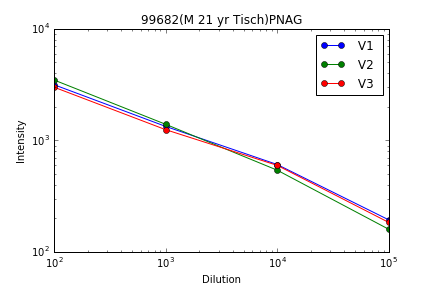 99682(M 21 yr Tisch)PNAG
10^4
10^3
10^2
Intensity
V1
V2
V3
10^2 10^3 10^4 10^5
Dilution